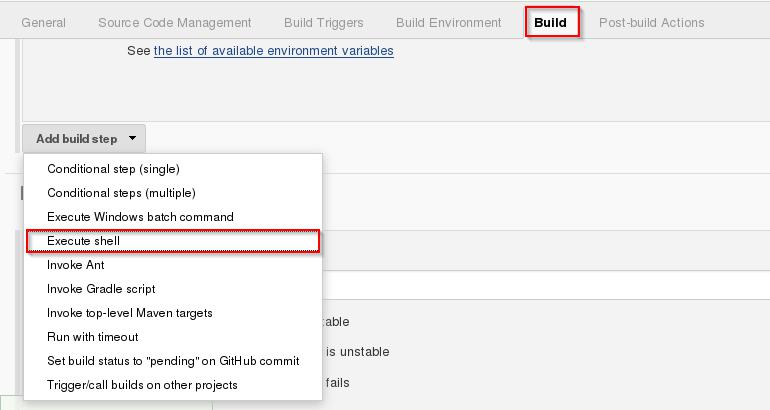 General Source Code Management Build Triggers Build Environment Build Post-build Actions
See the list of available environment variables
Add build step
Conditional step (single)
Conditional steps (multiple)
Execute Windows batch command
Execute shell
Invoke Ant
Invoke Gradle script
Invoke top-level Maven targets
table
Run with timeout
is unstable
Set build status to "pending" on GitHub commit
fails
Trigger/call builds on other projects